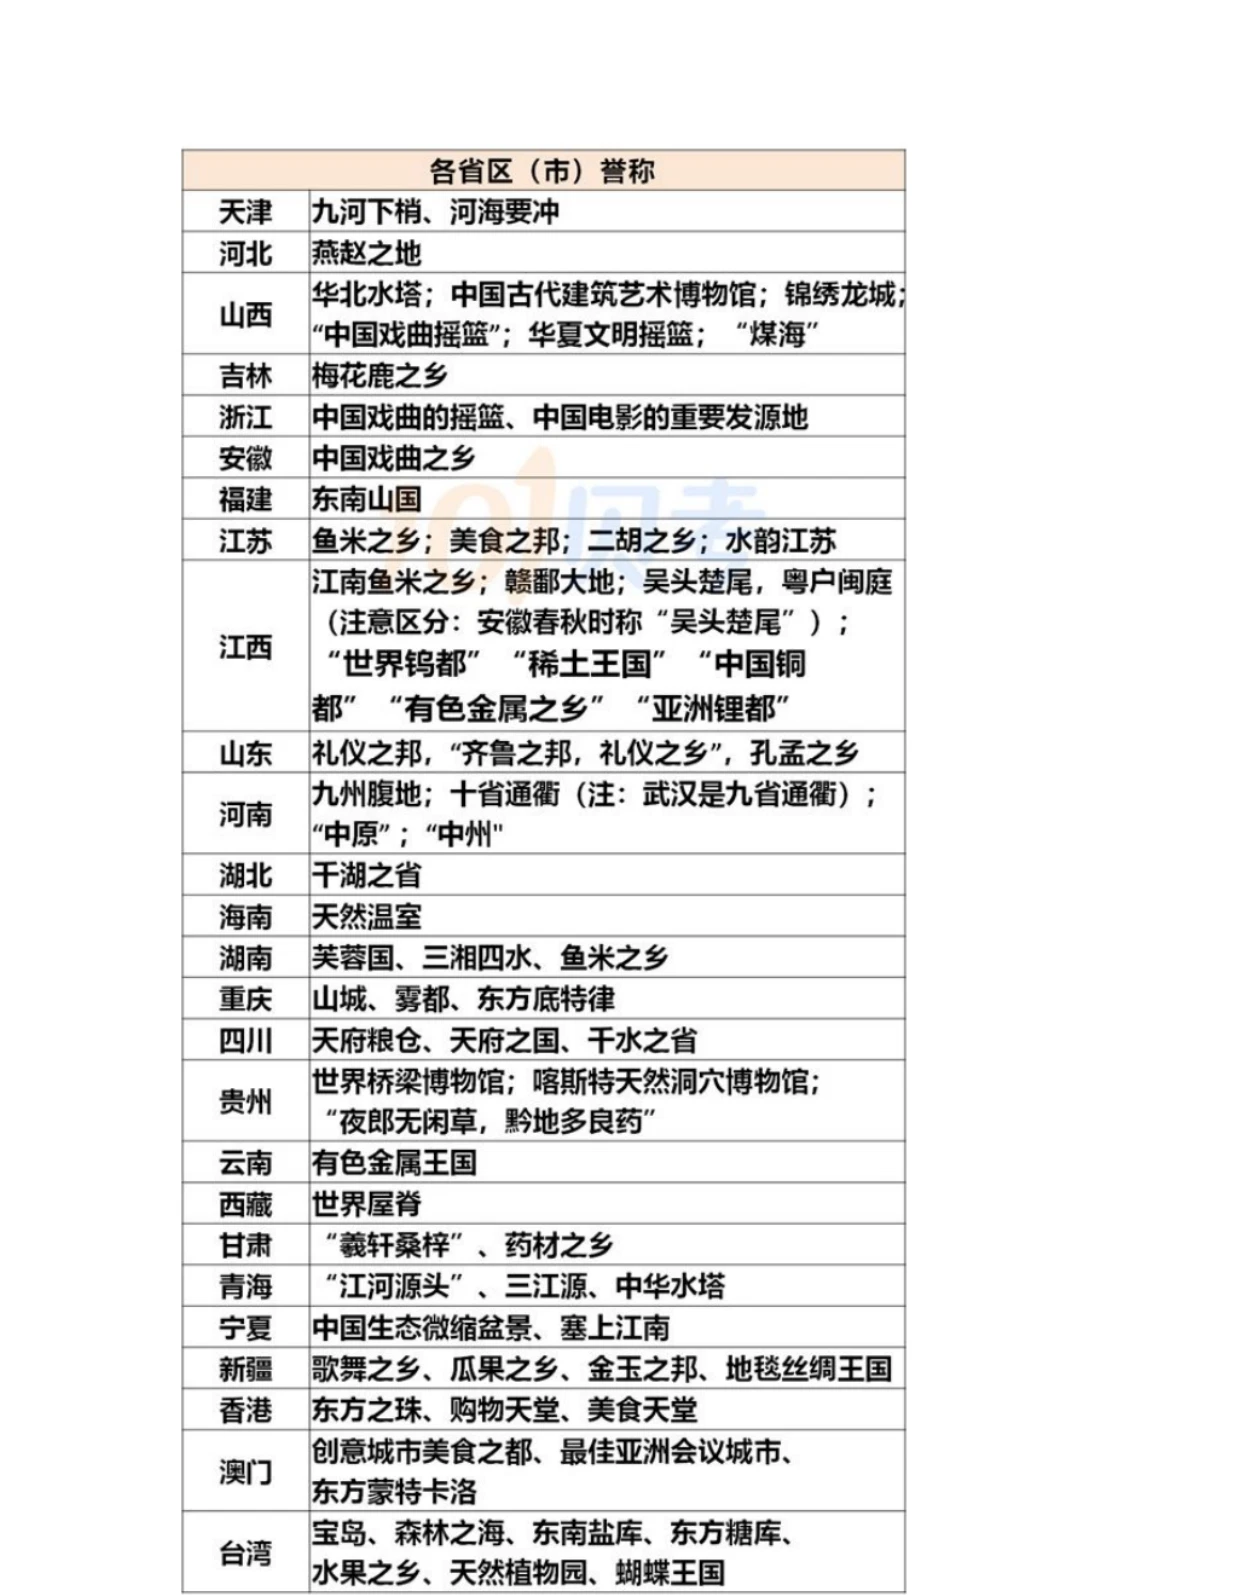 各省区（市）誉称
天津 九河下梢、河海要冲
河北 燕赵之地
山西 华北水塔；中国古代建筑艺术博物馆；锦绣龙城；
“中国戏曲摇篮”；华夏文明摇篮；“煤海”
吉林 梅花鹿之乡
浙江 中国戏曲的摇篮、中国电影的重要发源地
安徽 中国戏曲之乡
福建 东南山国
江苏 鱼米之乡；美食之邦；二胡之乡；水韵江苏
江西 江南鱼米之乡；赣鄱大地；吴头楚尾，粤户闽庭
（注意区分：安徽春秋时称“吴头楚尾”）；
“世界钨都” “稀土王国” “中国铜
都” “有色金属之乡” “亚洲锂都”
山东 礼仪之邦，“齐鲁之邦，礼仪之乡”，孔孟之乡
河南 九州腹地；十省通衢（注：武汉是九省通衢）；
“中原”；“中州"
湖北 千湖之省
海南 天然温室
湖南 芙蓉国、三湘四水、鱼米之乡
重庆 山城、雾都、东方底特律
四川 天府粮仓、天府之国、千水之省
贵州 世界桥梁博物馆；喀斯特天然洞穴博物馆；
“夜郎无闲草，黔地多良药”
云南 有色金属王国
西藏 世界屋脊
甘肃 “羲轩桑梓”、药材之乡
青海 “江河源头”、三江源、中华水塔
宁夏 中国生态微缩盆景、塞上江南
新疆 歌舞之乡、瓜果之乡、金玉之邦、地毯丝绸王国
香港 东方之珠、购物天堂、美食天堂
澳门 创意城市美食之都、最佳亚洲会议城市、
东方蒙特卡洛
台湾 宝岛、森林之海、东南盐库、东方糖库、
水果之乡、天然植物园、蝴蝶王国
101贝考